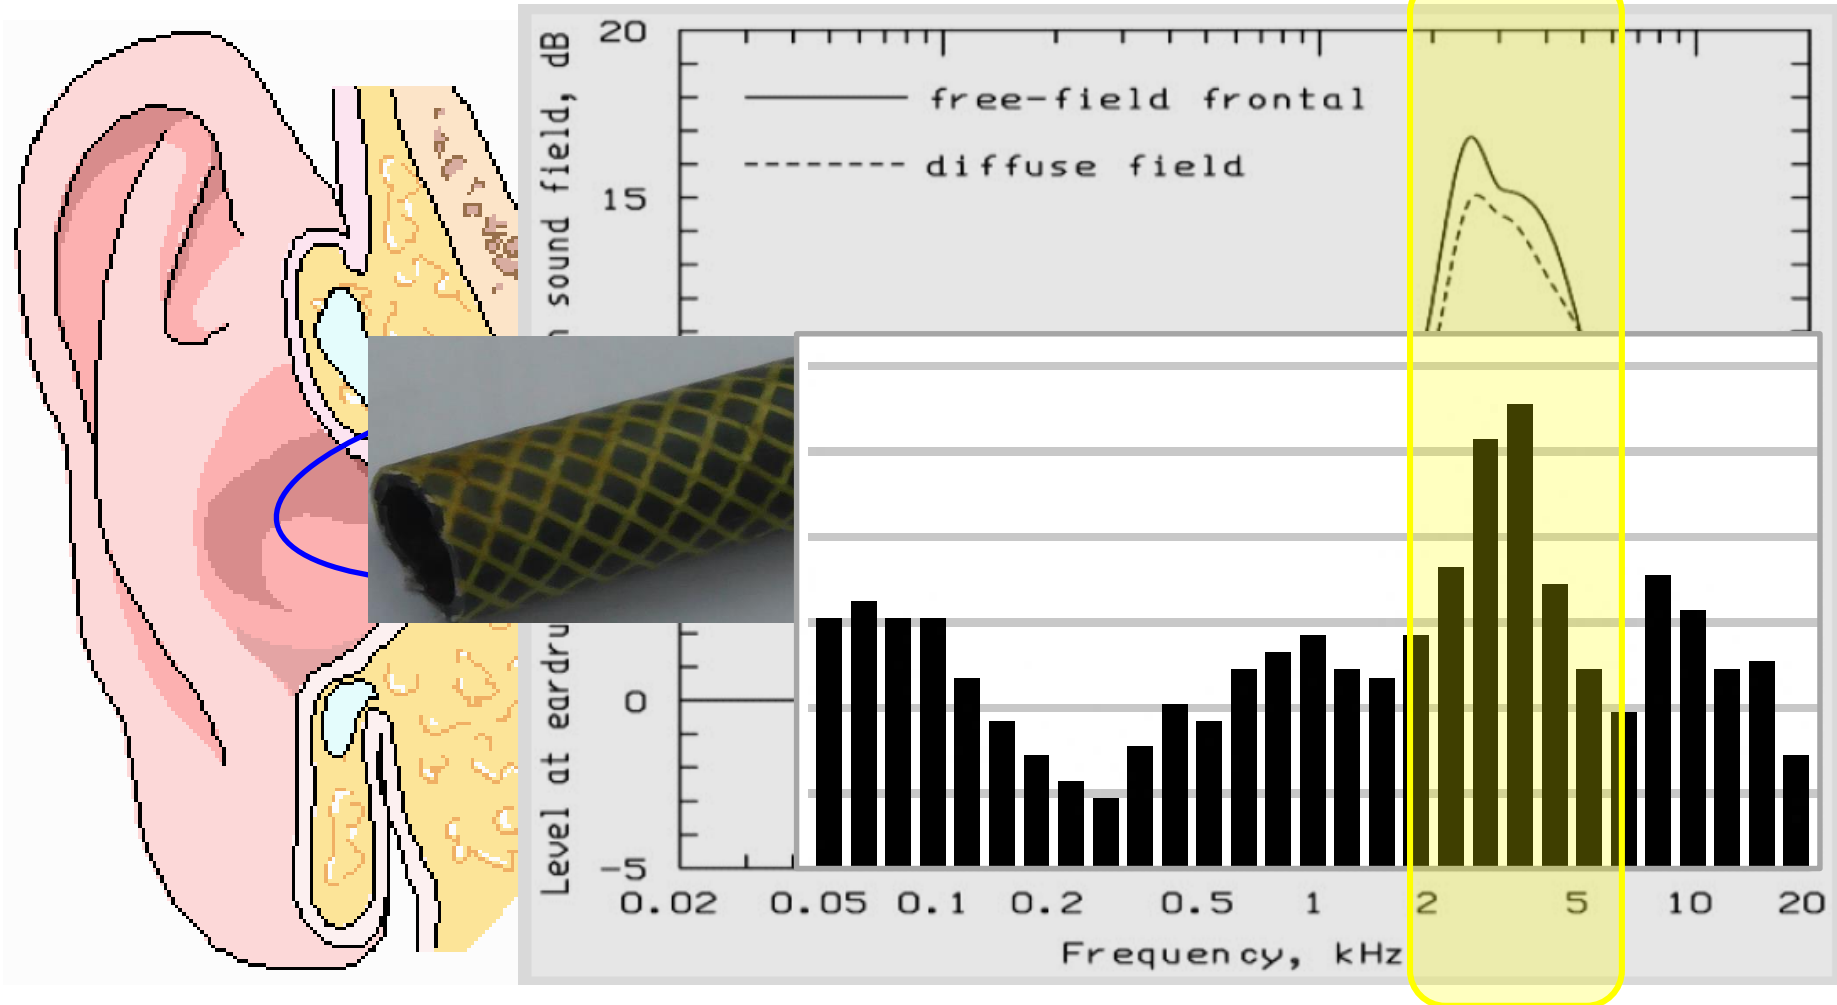 20
15
0
-5
Level at eardru
n sound field, dB
free-field frontal
diffuse field
0.02 0.05 0.1 0.2 0.5 1 2 5 10 20
Frequency, kHz